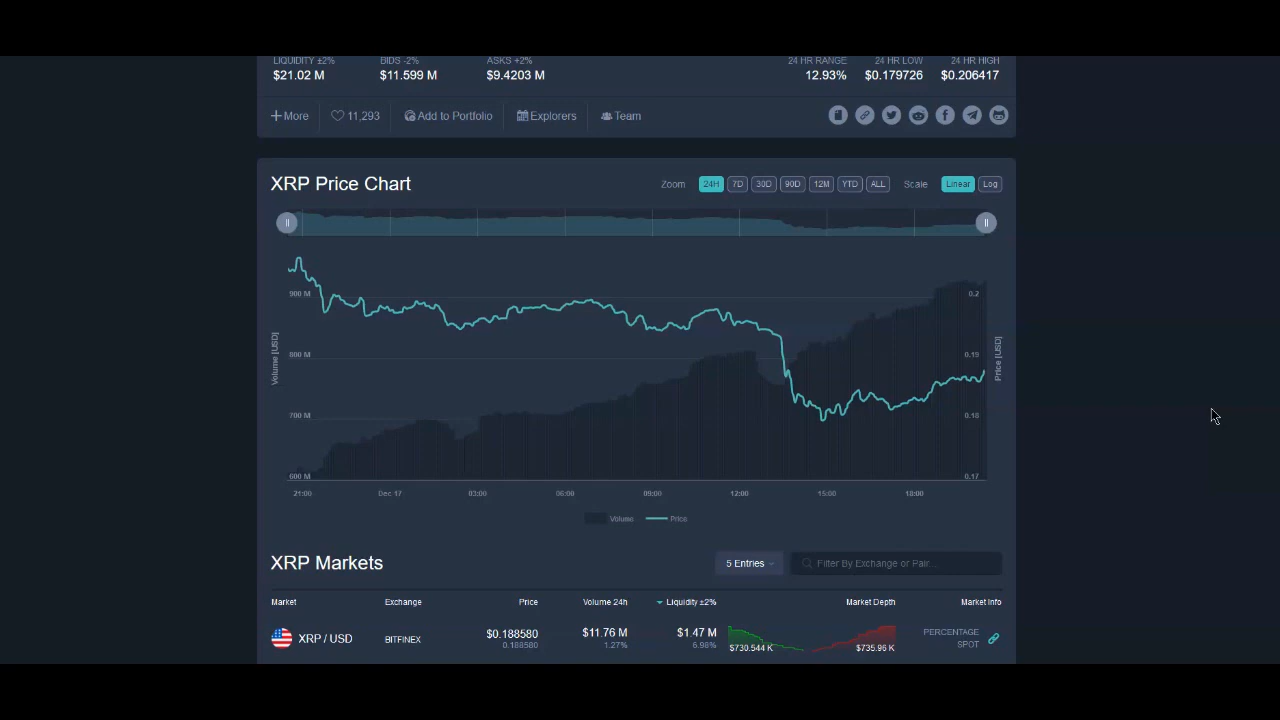 LIQUIDITY ±2% BIDS -2% ASKS +2% 24 HR RANGE 24 HR LOW 24 HR HIGH
$21.02 M $11.599 M $9.4203 M 12.93% $0.179726 $0.206417
More 11,293 Add to Portfolio Explorers Team
XRP Price Chart Zoom 24H 7D 30D 90D 12M YTD ALL Scale Linear Log
900 M 0.2
800 M 0.19
Volume [USD] Price [USD]
700 M 0.18
600 M 0.17
21:00 Dec 17 03:00 06:00 09:00 12:00 15:00 18:00
Volume Price
XRP Markets 5 Entries Filter By Exchange or Pair...
Market Exchange Price Volume 24h Liquidity ±2% Market Depth Market Info
XRP / USD BITFINEX $0.188580 $11.76 M $1.47 M PERCENTAGE
0.188580 1.27% 6.98% $730.544 K $735.96 K SPOT